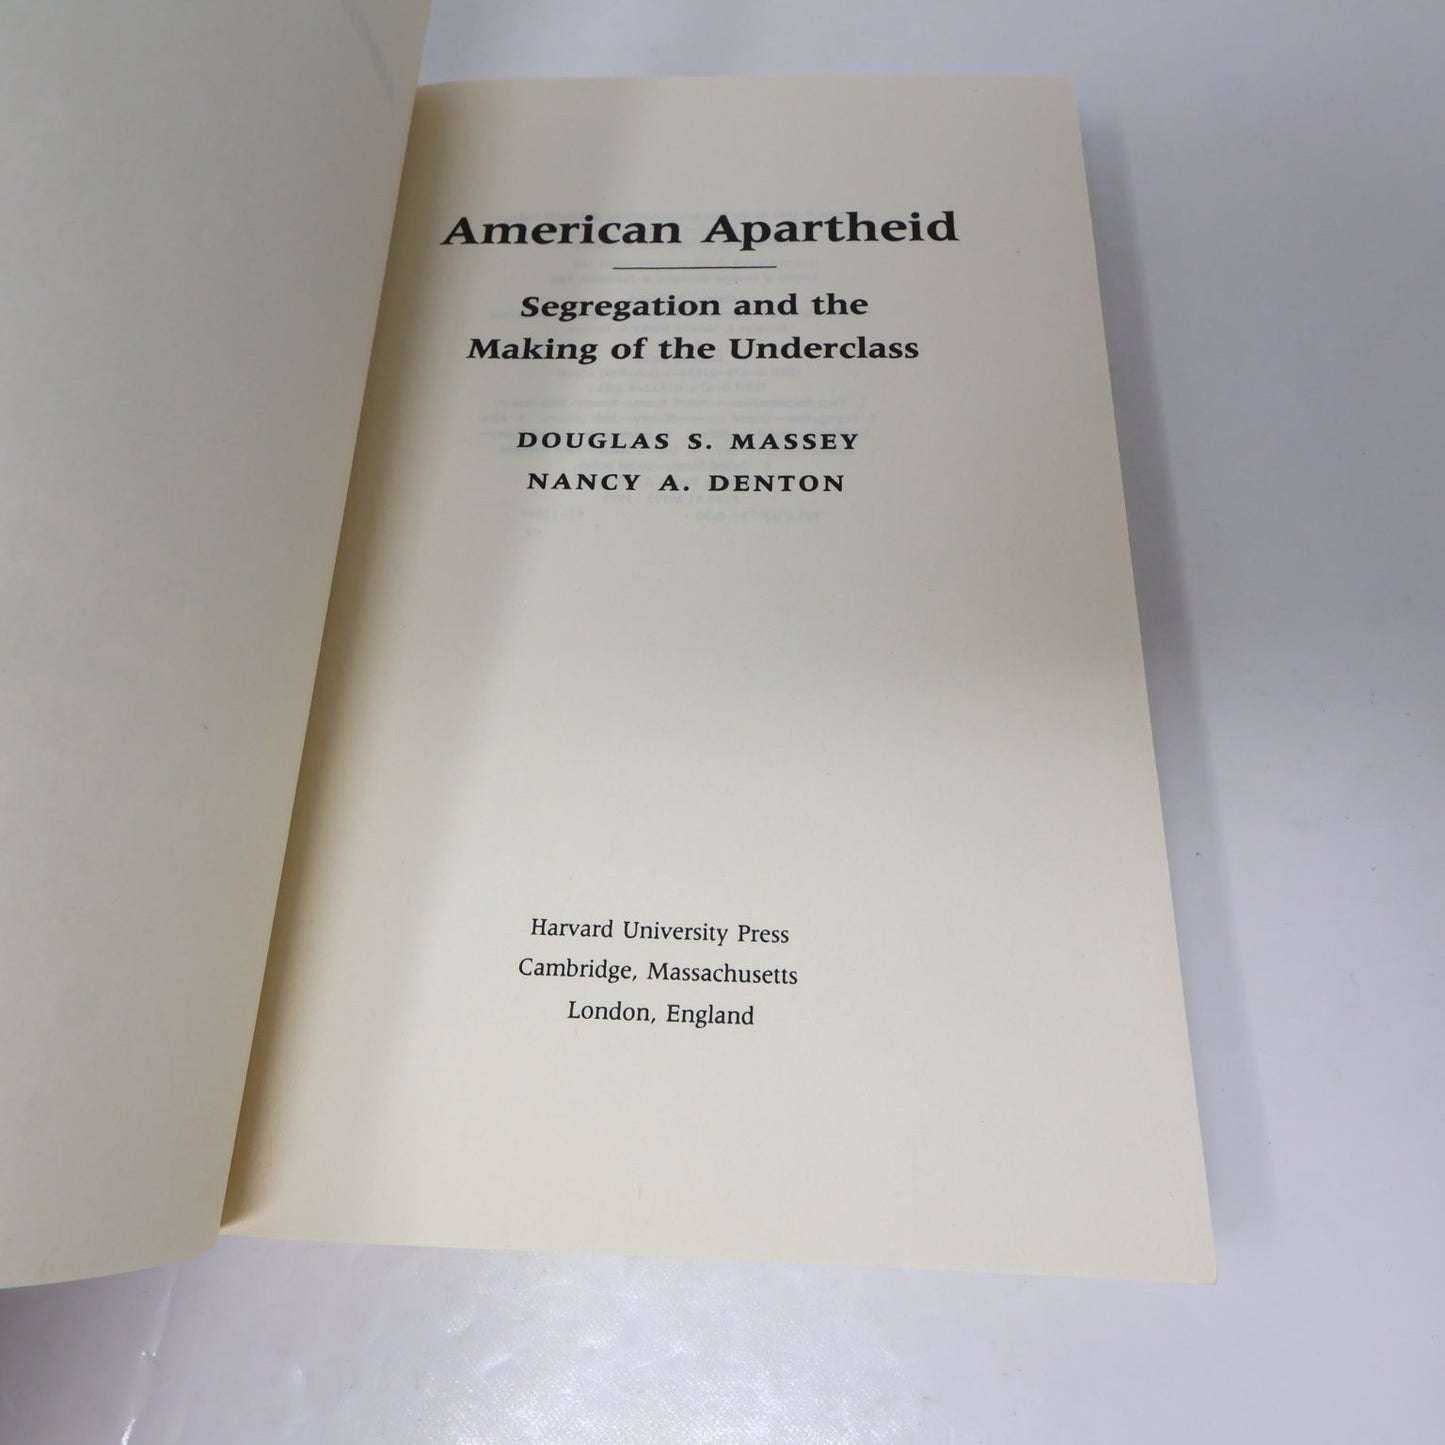 American Apartheid
Segregation and the
Making of the Underclass
DOUGLAS S. MASSEY
NANCY A. DENTON
Harvard University Press
Cambridge, Massachusetts
London, England